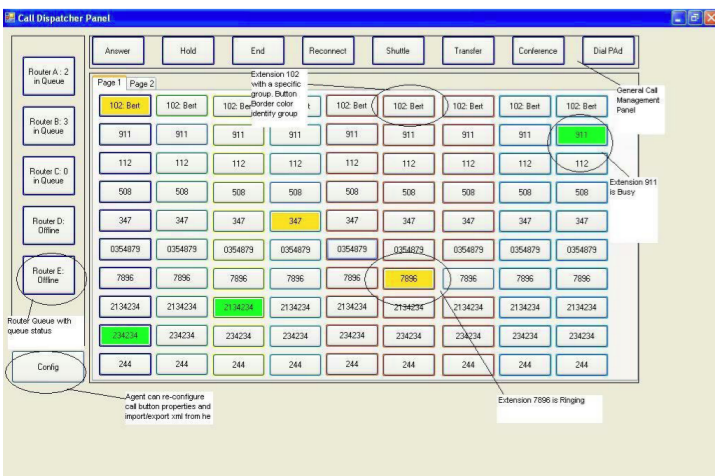 Call Dispatcher Panel
Answer Hold End Reconnect Shuttle Transfer Conference Dial PAd
Router A : 2
in Queue
Router B: 3
in Queue
Router C: 0
in Queue
Router D:
Offline
Router E:
Offline
Router Queue with
queue status
Config
Page 1 Page 2
Extension 102
with a specific
group. Button
Border color
identity group
General Call
Management
Panel
102: Bert 102: Bert 102: Ber 102: Bert 102: Bert 102: Bert 102: Bert 102: Bert
911 911 911 911 911 911 911 911 911
112 112 112 112 112 112 112 112 112
Extension 911
is Busy
508 508 508 508 508 508 508 508 508
347 347 347 347 347 347 347 347 347
0354879 0354879 0354879 0354879 0354879 0354879 0354879 0354879 0354879
7896 7896 7896 7896 7896 7896 7896 7896 7896
2134234 2134234 2134234 2134234 2134234 2134234 2134234 2134234 2134234
234234 234234 234234 234234 234234 234234 234234 234234 234234
244 244 244 244 244 244 244 244 244
Agent can re-configure
call button properties and
import/export xml from he
Extension 7896 is Ringing